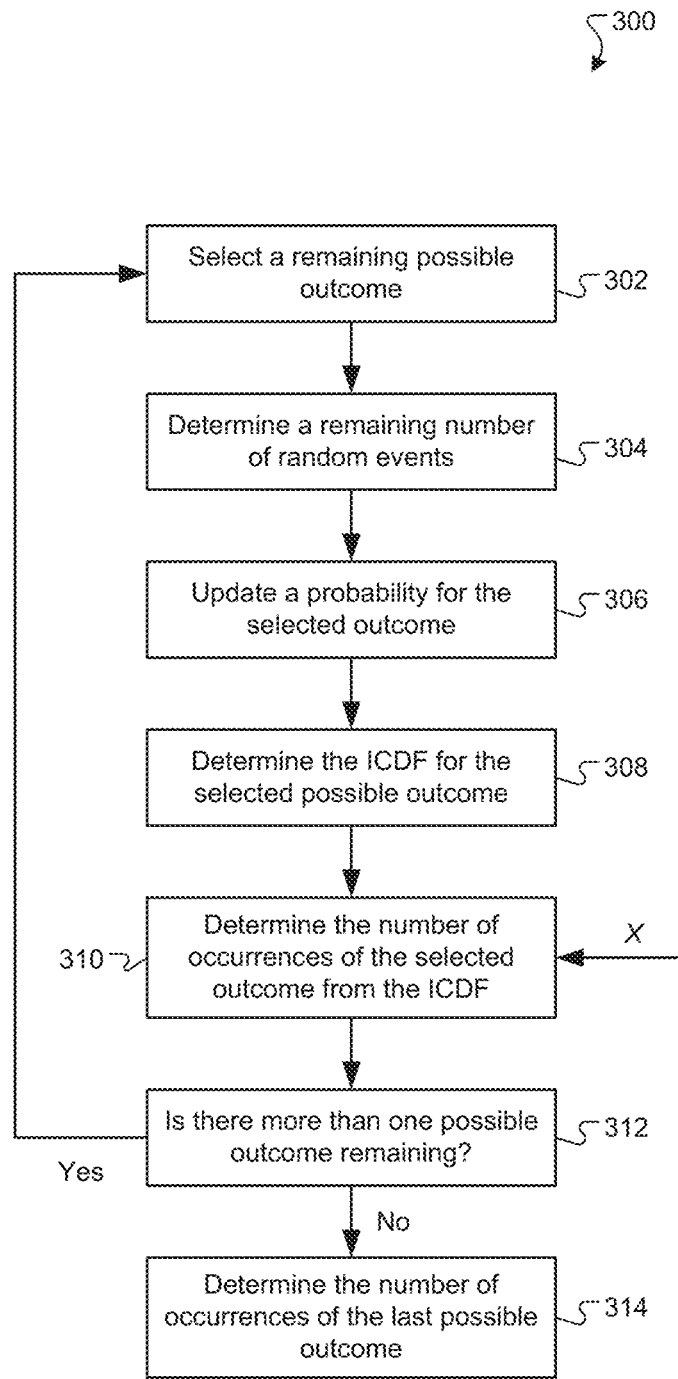 300
Select a remaining possible
outcome
302
Determine a remaining number
of random events
304
Update a probability for the
selected outcome
306
Determine the ICDF for the
selected possible outcome
308
Determine the number of
occurrences of the selected
outcome from the ICDF
310
X
Is there more than one possible
outcome remaining?
312
Yes
No
Determine the number of
occurrences of the last possible
outcome
314